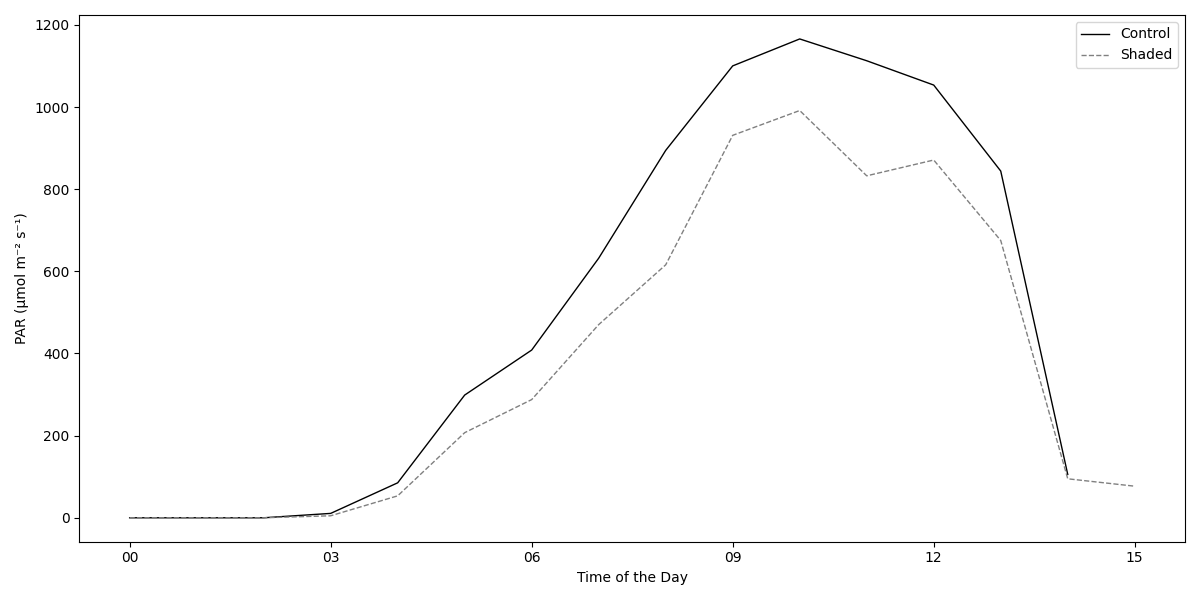 1200
1000
800
600
400
200
0
PAR (μmol m⁻² s⁻¹)
Control
Shaded
00 03 06 09 12 15
Time of the Day